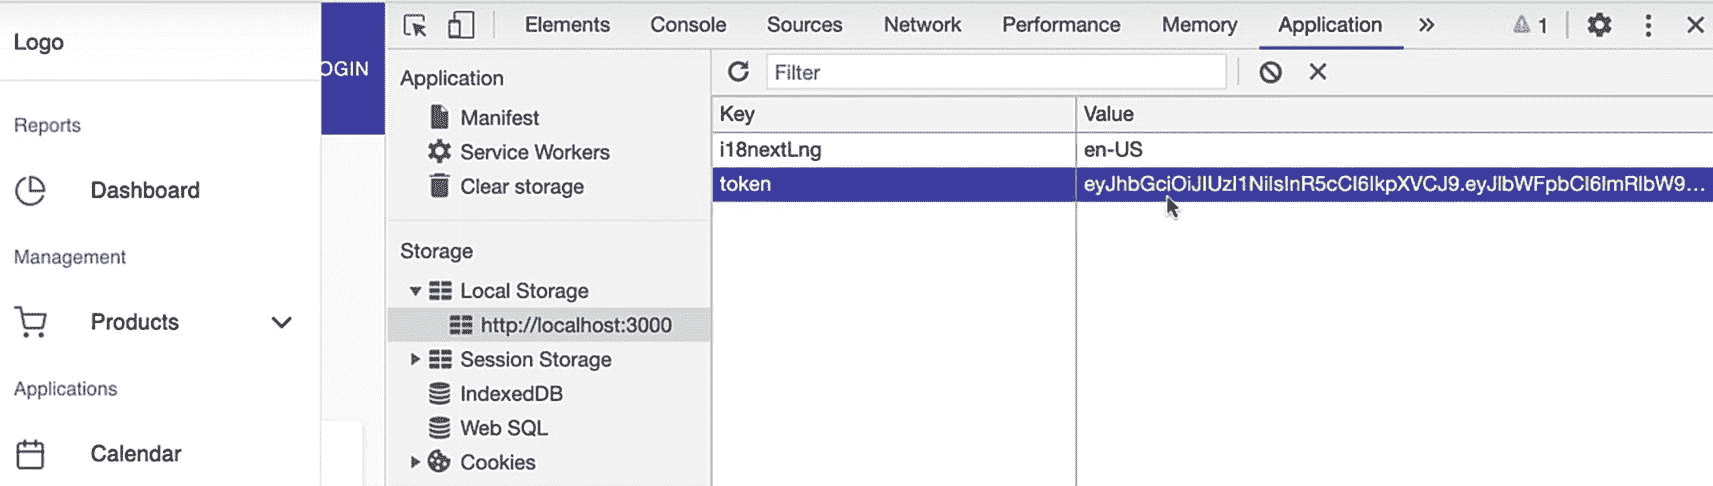 Logo
OGIN
Reports
Dashboard
Management
Products
Applications
Calendar
Elements Console Sources Network Performance Memory Application » 1
Application
Manifest
Service Workers
Clear storage
Storage
Local Storage
http://localhost:3000
Session Storage
IndexedDB
Web SQL
Cookies
Filter
Key Value
i18nextLng en-US
token eyJhbGciOiJIUzI1NiIsInR5cCI6IkpXVCJ9.eyJlbWFpbCI6ImRlbW9...